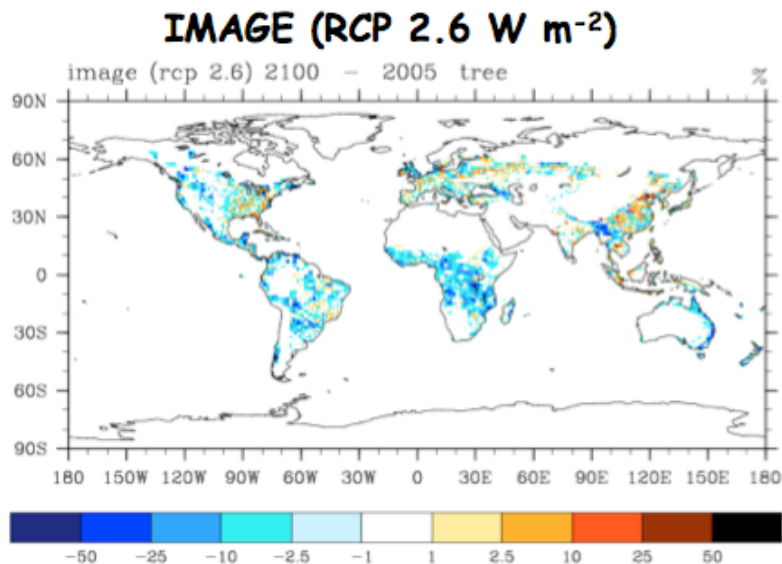 IMAGE (RCP 2.6 W m⁻²)
image (rcp 2.6) 2100 – 2005 tree %
90N
60N
30N
0
30S
60S
90S
180 150W 120W 90W 60W 30W 0 30E 60E 90E 120E 150E 180
−50 −25 −10 −2.5 −1 1 2.5 10 25 50